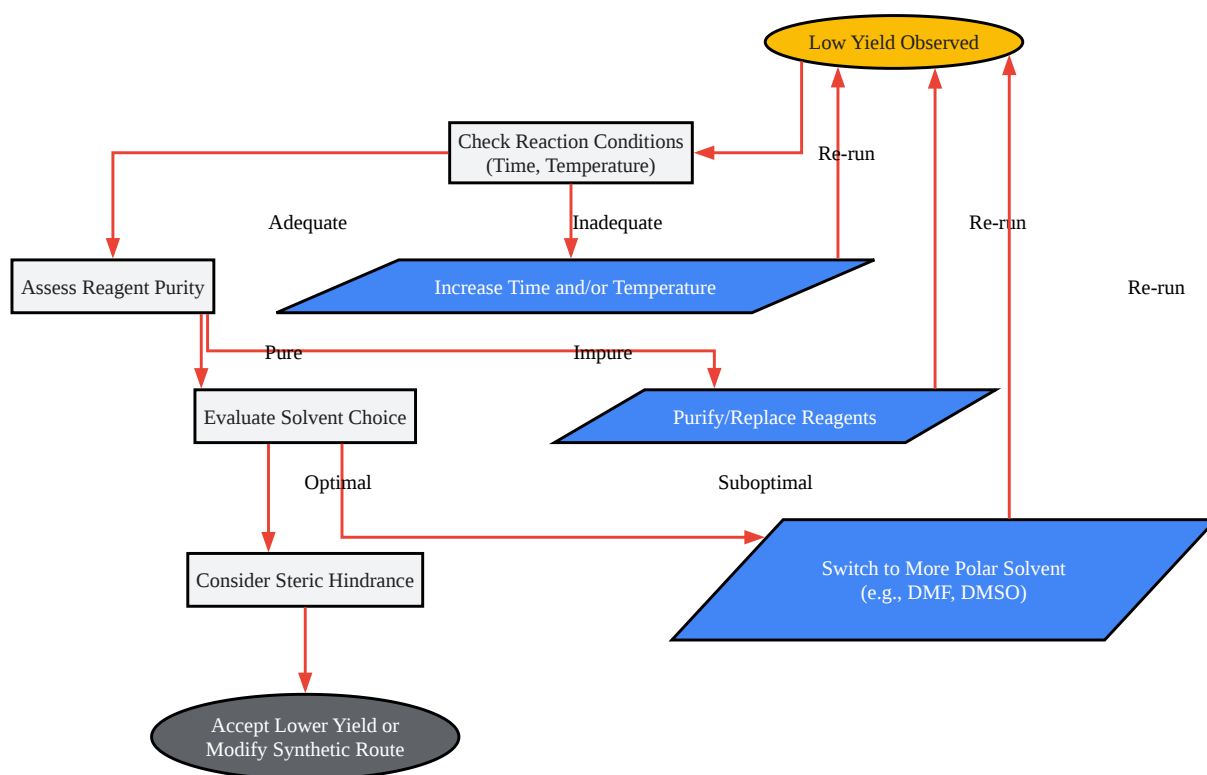 Low Yield Observed
Check Reaction Conditions
(Time, Temperature)
Re-run
Adequate
Inadequate
Re-run
Assess Reagent Purity
Increase Time and/or Temperature
Re-run
Pure
Impure
Evaluate Solvent Choice
Purify/Replace Reagents
Optimal
Suboptimal
Consider Steric Hindrance
Switch to More Polar Solvent
(e.g., DMF, DMSO)
Accept Lower Yield or
Modify Synthetic Route